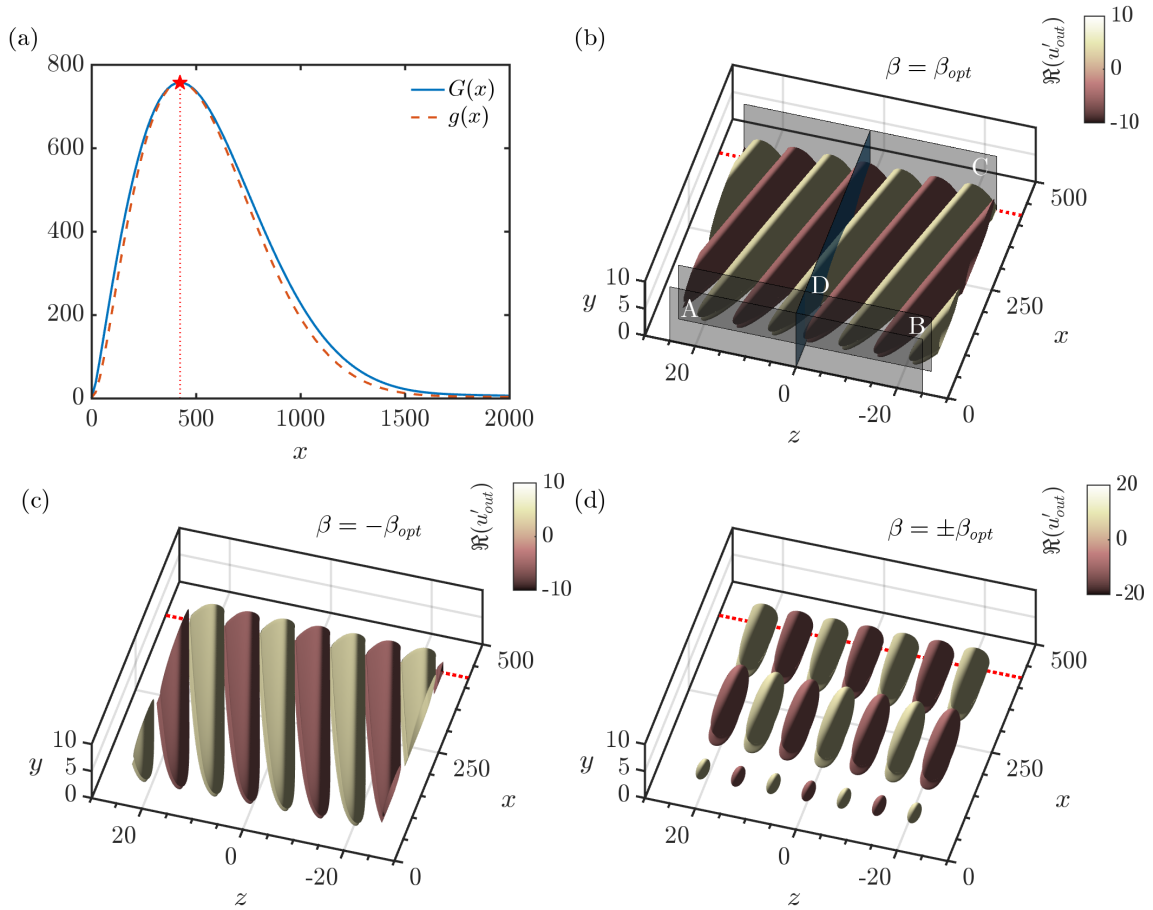 (a)
800
600
400
200
0
0 500 1000 1500 2000
x
G(x)
g(x)
(b)
β = β_opt
ℜ(u′_out)
10
0
-10
A
B
C
D
10
5
0
y
20
0
-20
z
0
250
500
x
(c)
β = −β_opt
ℜ(u′_out)
10
0
-10
10
5
0
y
20
0
-20
z
0
250
500
x
(d)
β = ±β_opt
ℜ(u′_out)
20
0
-20
10
5
0
y
20
0
-20
z
0
250
500
x